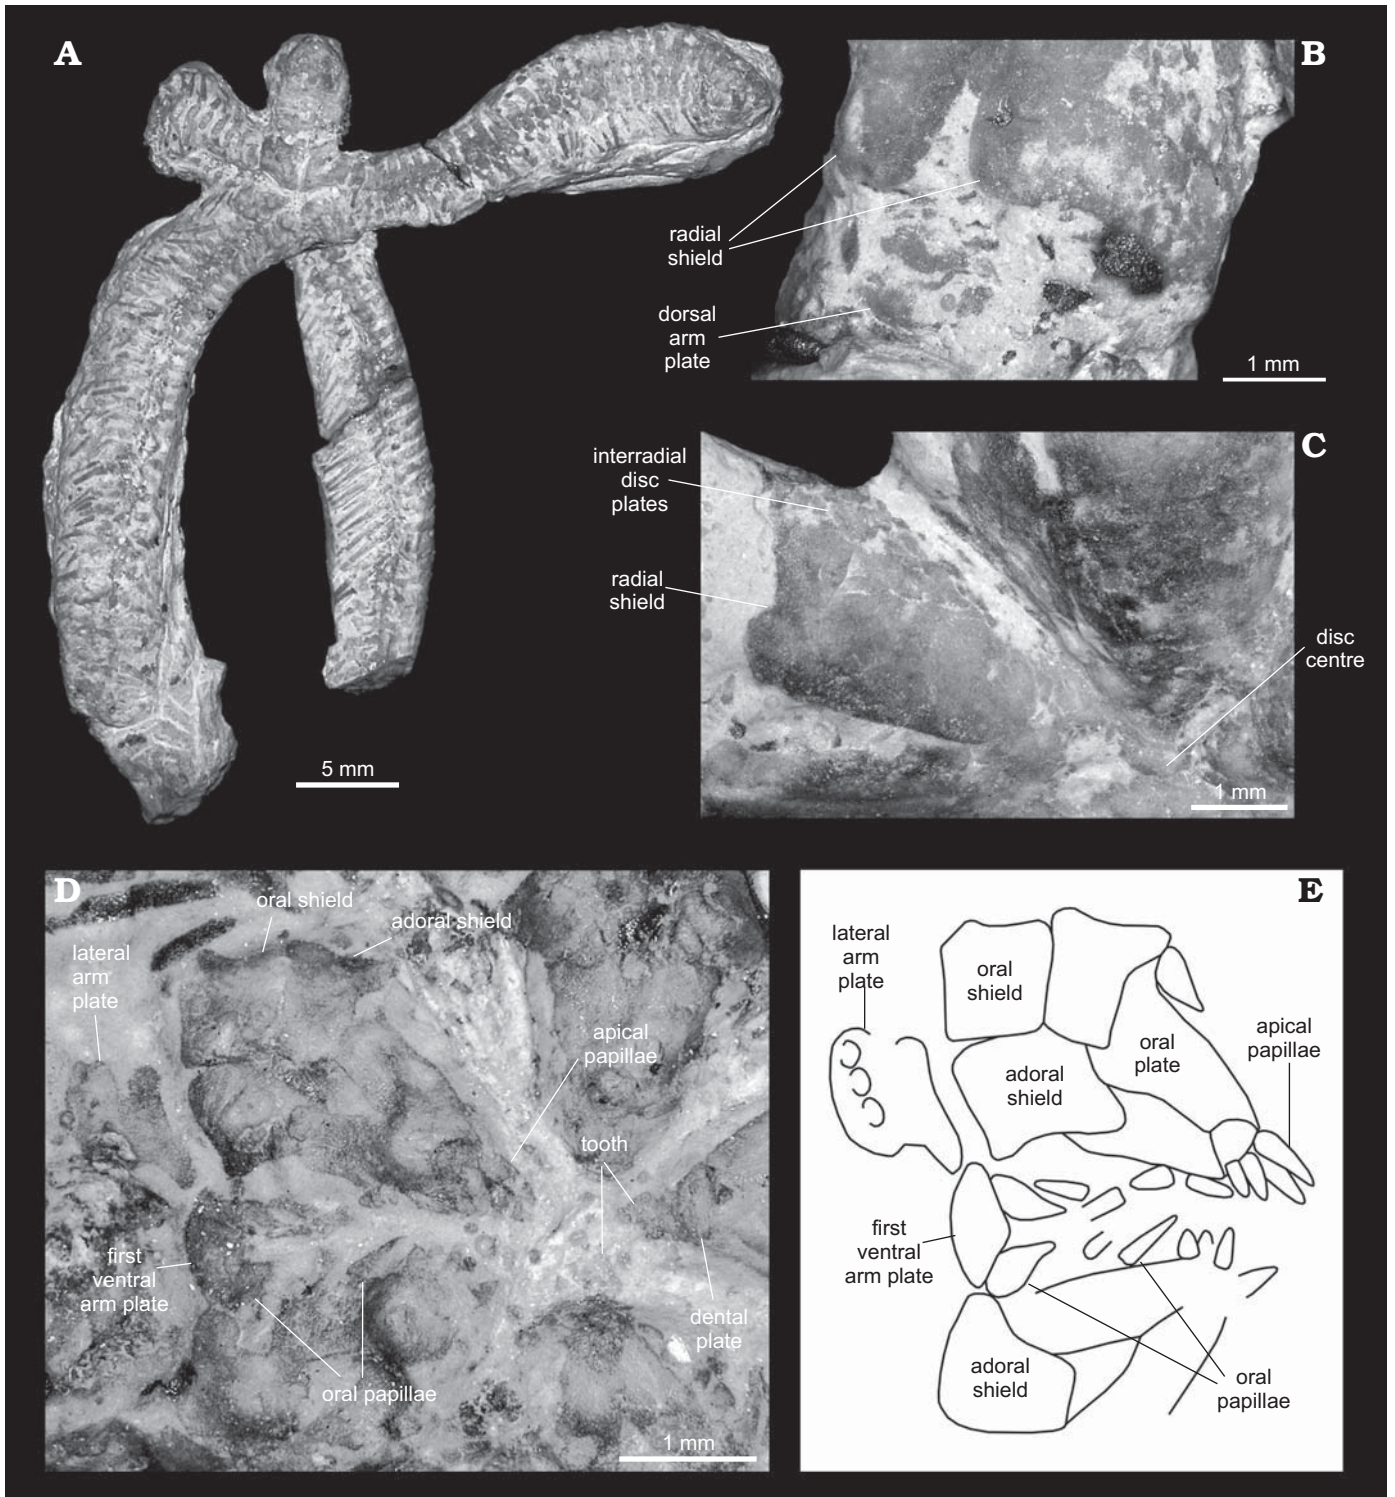 A
5 mm
B
radial
shield
dorsal
arm
plate
1 mm
C
interradial
disc
plates
radial
shield
disc
centre
1 mm
D
oral shield
adoral shield
lateral
arm
plate
apical
papillae
tooth
first
ventral
arm plate
dental
plate
oral papillae
1 mm
E
lateral
arm
plate
oral
shield
oral
plate
apical
papillae
adoral
shield
first
ventral
arm plate
adoral
shield
oral
papillae